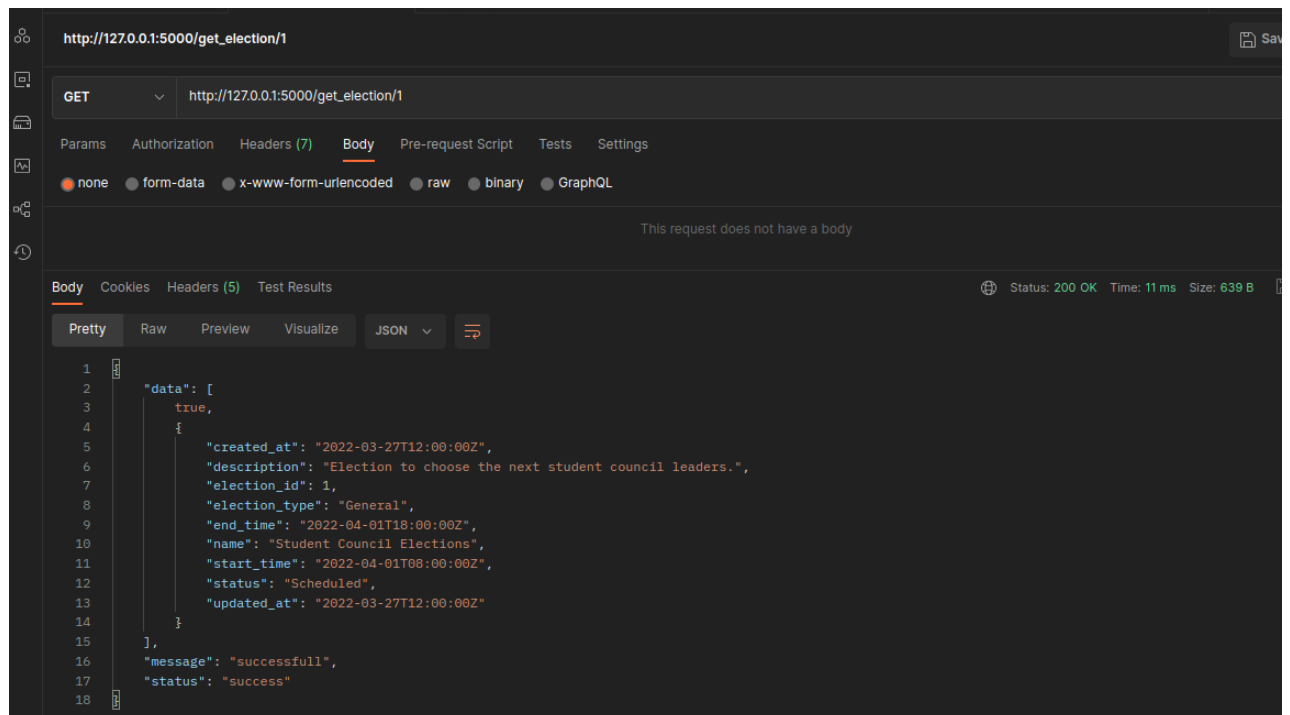 http://127.0.0.1:5000/get_election/1
Sav
GET http://127.0.0.1:5000/get_election/1
Params Authorization Headers (7) Body Pre-request Script Tests Settings
none form-data x-www-form-urlencoded raw binary GraphQL
This request does not have a body
Body Cookies Headers (5) Test Results Status: 200 OK Time: 11 ms Size: 639 B
Pretty Raw Preview Visualize JSON
1 {
2 "data": [
3 true,
4 {
5 "created_at": "2022-03-27T12:00:00Z",
6 "description": "Election to choose the next student council leaders.",
7 "election_id": 1,
8 "election_type": "General",
9 "end_time": "2022-04-01T18:00:00Z",
10 "name": "Student Council Elections",
11 "start_time": "2022-04-01T08:00:00Z",
12 "status": "Scheduled",
13 "updated_at": "2022-03-27T12:00:00Z"
14 }
15 ],
16 "message": "successfull",
17 "status": "success"
18 }